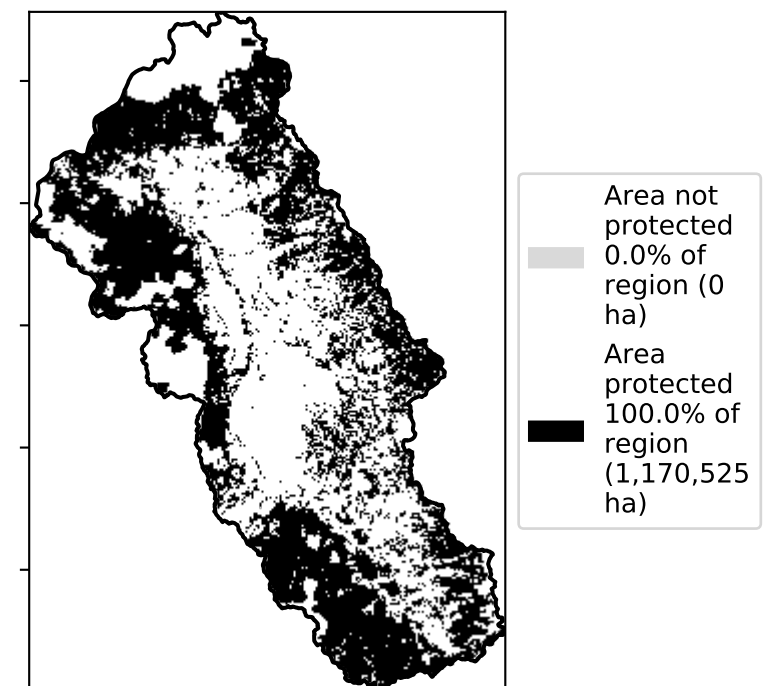 Area not
protected
0.0% of
region (0
ha)
Area
protected
100.0% of
region
(1,170,525
ha)